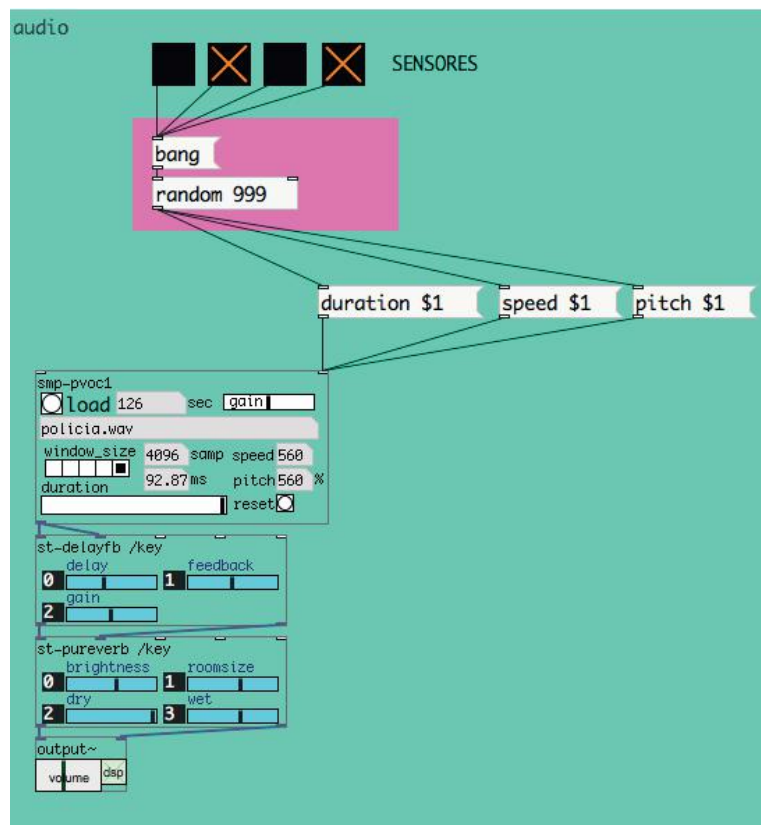 audio
SENSORES
bang
random 999
duration $1 speed $1 pitch $1
smp-pvoc1
load 126 sec gain
policia.wav
window_size 4096 samp speed 560
duration 92.87 ms pitch 560 %
reset
st-delayfb /key
delay feedback
0 1
gain
2
st-pureverb /key
brightness roomsize
0 1
dry wet
2 3
output~
volume dsp